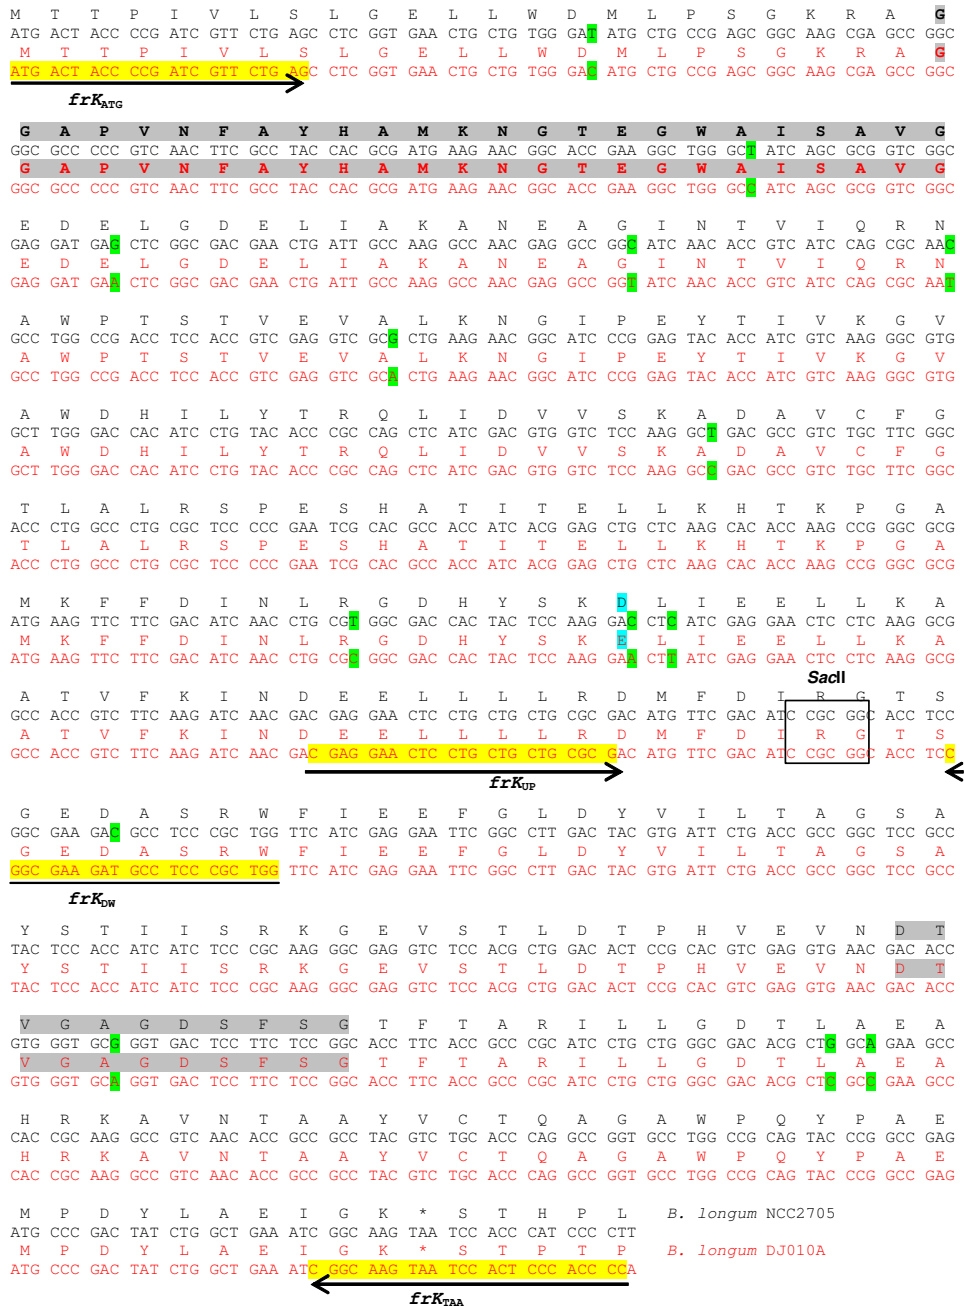 M T T P I V L S L G E L L W D M L P S G K R A G
ATG ACT ACC CCG ATC GTT CTG AGC CTC GGT GAA CTG CTG TGG GAT ATG CTG CCG AGC GGC AAG CGA GCC GGC
M T T P I V L S L G E L L W D M L P S G K R A G
ATG ACT ACC CCG ATC GTT CTG AGC CTC GGT GAA CTG CTG TGG GAC ATG CTG CCG AGC GGC AAG CGA GCC GGC
frKATG
G A P V N F A Y H A M K N G T E G W A I S A V G
GGC GCC CCC GTC AAC TTC GCC TAC CAC GCG ATG AAG AAC GGC ACC GAA GGC TGG GCT ATC AGC GCG GTC GGC
G A P V N F A Y H A M K N G T E G W A I S A V G
GGC GCC CCC GTC AAC TTC GCC TAC CAC GCG ATG AAG AAC GGC ACC GAA GGC TGG GCC ATC AGC GCG GTC GGC
E D E L G D E L I A K A N E A G I N T V I Q R N
GAG GAT GAG CTC GGC GAC GAA CTG ATT GCC AAG GCC AAC GAG GCC GGC ATC AAC ACC GTC ATC CAG CGC AAC
E D E L G D E L I A K A N E A G I N T V I Q R N
GAG GAT GAA CTC GGC GAC GAA CTG ATT GCC AAG GCC AAC GAG GCC GGT ATC AAC ACC GTC ATC CAG CGC AAT
A W P T S T V E V A L K N G I P E Y T I V K G V
GCC TGG CCG ACC TCC ACC GTC GAG GTC GCG CTG AAG AAC GGC ATC CCG GAG TAC ACC ATC GTC AAG GGC GTG
A W P T S T V E V A L K N G I P E Y T I V K G V
GCC TGG CCG ACC TCC ACC GTC GAG GTC GCA CTG AAG AAC GGC ATC CCG GAG TAC ACC ATC GTC AAG GGC GTG
A W D H I L Y T R Q L I D V V S K A D A V C F G
GCT TGG GAC CAC ATC CTG TAC ACC CGC CAG CTC ATC GAC GTG GTC TCC AAG GCT GAC GCC GTC TGC TTC GGC
A W D H I L Y T R Q L I D V V S K A D A V C F G
GCT TGG GAC CAC ATC CTG TAC ACC CGC CAG CTC ATC GAC GTG GTC TCC AAG GCC GAC GCC GTC TGC TTC GGC
T L A L R S P E S H A T I T E L L K H T K P G A
ACC CTG GCC CTG CGC TCC CCC GAA TCG CAC GCC ACC ATC ACG GAG CTG CTC AAG CAC ACC AAG CCG GGC GCG
T L A L R S P E S H A T I T E L L K H T K P G A
ACC CTG GCC CTG CGC TCC CCC GAA TCG CAC GCC ACC ATC ACG GAG CTG CTC AAG CAC ACC AAG CCG GGC GCG
M K F F D I N L R G D H Y S K D L I E E L L K A
ATG AAG TTC TTC GAC ATC AAC CTG CGT GGC GAC CAC TAC TCC AAG GAC CTC ATC GAG GAA CTC CTC AAG GCG
M K F F D I N L R G D H Y S K E L I E E L L K A
ATG AAG TTC TTC GAC ATC AAC CTG CGC GGC GAC CAC TAC TCC AAG GAA CTT ATC GAG GAA CTC CTC AAG GCG
SacII
A T V F K I N D E E L L L L R D M F D I R G T S
GCC ACC GTC TTC AAG ATC AAC GAC GAG GAA CTC CTG CTG CTG CGC GAC ATG TTC GAC ATC CGC GGC ACC TCC
A T V F K I N D E E L L L L R D M F D I R G T S
GCC ACC GTC TTC AAG ATC AAC GAC GAG GAA CTC CTG CTG CTG CGC GAC ATG TTC GAC ATC CGC GGC ACC TCC
frKUP
G E D A S R W F I E E F G L D Y V I L T A G S A
GGC GAA GAC GCC TCC CGC TGG TTC ATC GAG GAA TTC GGC CTT GAC TAC GTG ATT CTG ACC GCC GGC TCC GCC
G E D A S R W F I E E F G L D Y V I L T A G S A
GGC GAA GAT GCC TCC CGC TGG TTC ATC GAG GAA TTC GGC CTT GAC TAC GTG ATT CTG ACC GCC GGC TCC GCC
frKDW
Y S T I I S R K G E V S T L D T P H V E V N D T
TAC TCC ACC ATC ATC TCC CGC AAG GGC GAG GTC TCC ACG CTG GAC ACT CCG CAC GTC GAG GTG AAC GAC ACC
Y S T I I S R K G E V S T L D T P H V E V N D T
TAC TCC ACC ATC ATC TCC CGC AAG GGC GAG GTC TCC ACG CTG GAC ACT CCG CAC GTC GAG GTG AAC GAC ACC
V G A G D S F S G T F T A R I L L G D T L A E A
GTG GGT GCG GGT GAC TCC TTC TCC GGC ACC TTC ACC GCC CGC ATC CTG CTG GGC GAC ACG CTG GCA GAA GCC
V G A G D S F S G T F T A R I L L G D T L A E A
GTG GGT GCA GGT GAC TCC TTC TCC GGC ACC TTC ACC GCC CGC ATC CTG CTG GGC GAC ACG CTC GCC GAA GCC
H R K A V N T A A Y V C T Q A G A W P Q Y P A E
CAC CGC AAG GCC GTC AAC ACC GCC GCC TAC GTC TGC ACC CAG GCC GGT GCC TGG CCG CAG TAC CCG GCC GAG
H R K A V N T A A Y V C T Q A G A W P Q Y P A E
CAC CGC AAG GCC GTC AAC ACC GCC GCC TAC GTC TGC ACC CAG GCC GGT GCC TGG CCG CAG TAC CCG GCC GAG
M P D Y L A E I G K * S T H P L B. longum NCC2705
ATG CCC GAC TAT CTG GCT GAA ATC GGC AAG TAA TCC ACC CAT CCC CTT
M P D Y L A E I G K * S T P T P B. longum DJ010A
ATG CCC GAC TAT CTG GCT GAA ATC GGC AAG TAA TCC ACT CCC ACC CCA
frKTAA